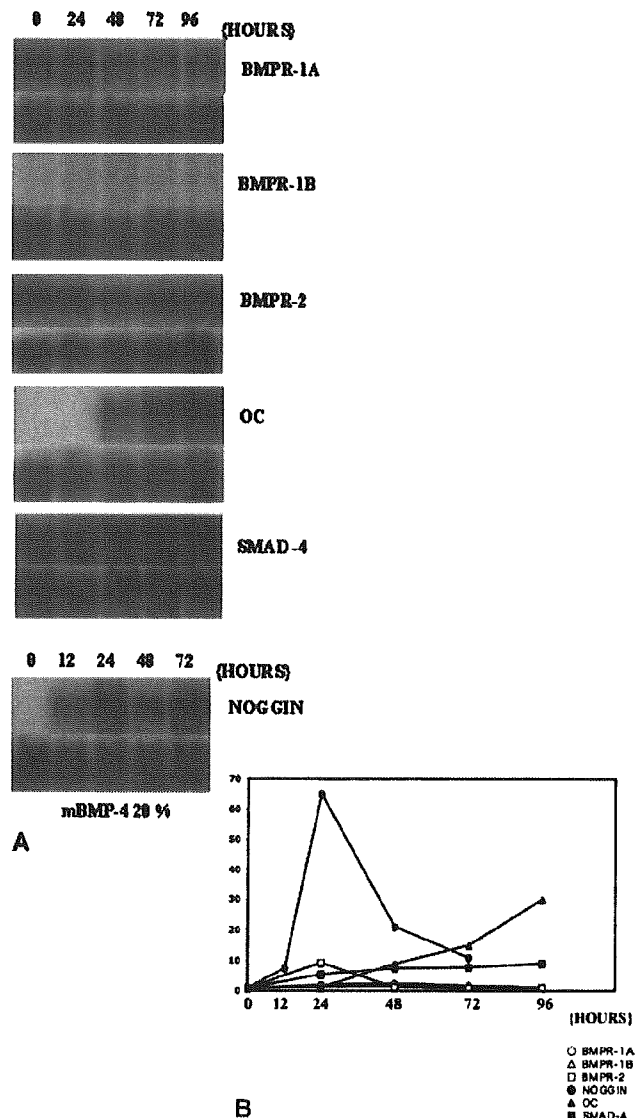 0 24 48 72 96 (HOURS)
BMPR-1A
BMPR-1B
BMPR-2
OC
SMAD-4
0 12 24 48 72 (HOURS)
NOGGIN
mBMP-4 20 %
A
70
60
50
40
30
20
10
0
0 12 24 48 72 96
(HOURS)
BMPR-1A
BMPR-1B
BMPR-2
NOGGIN
OC
SMAD-4
B